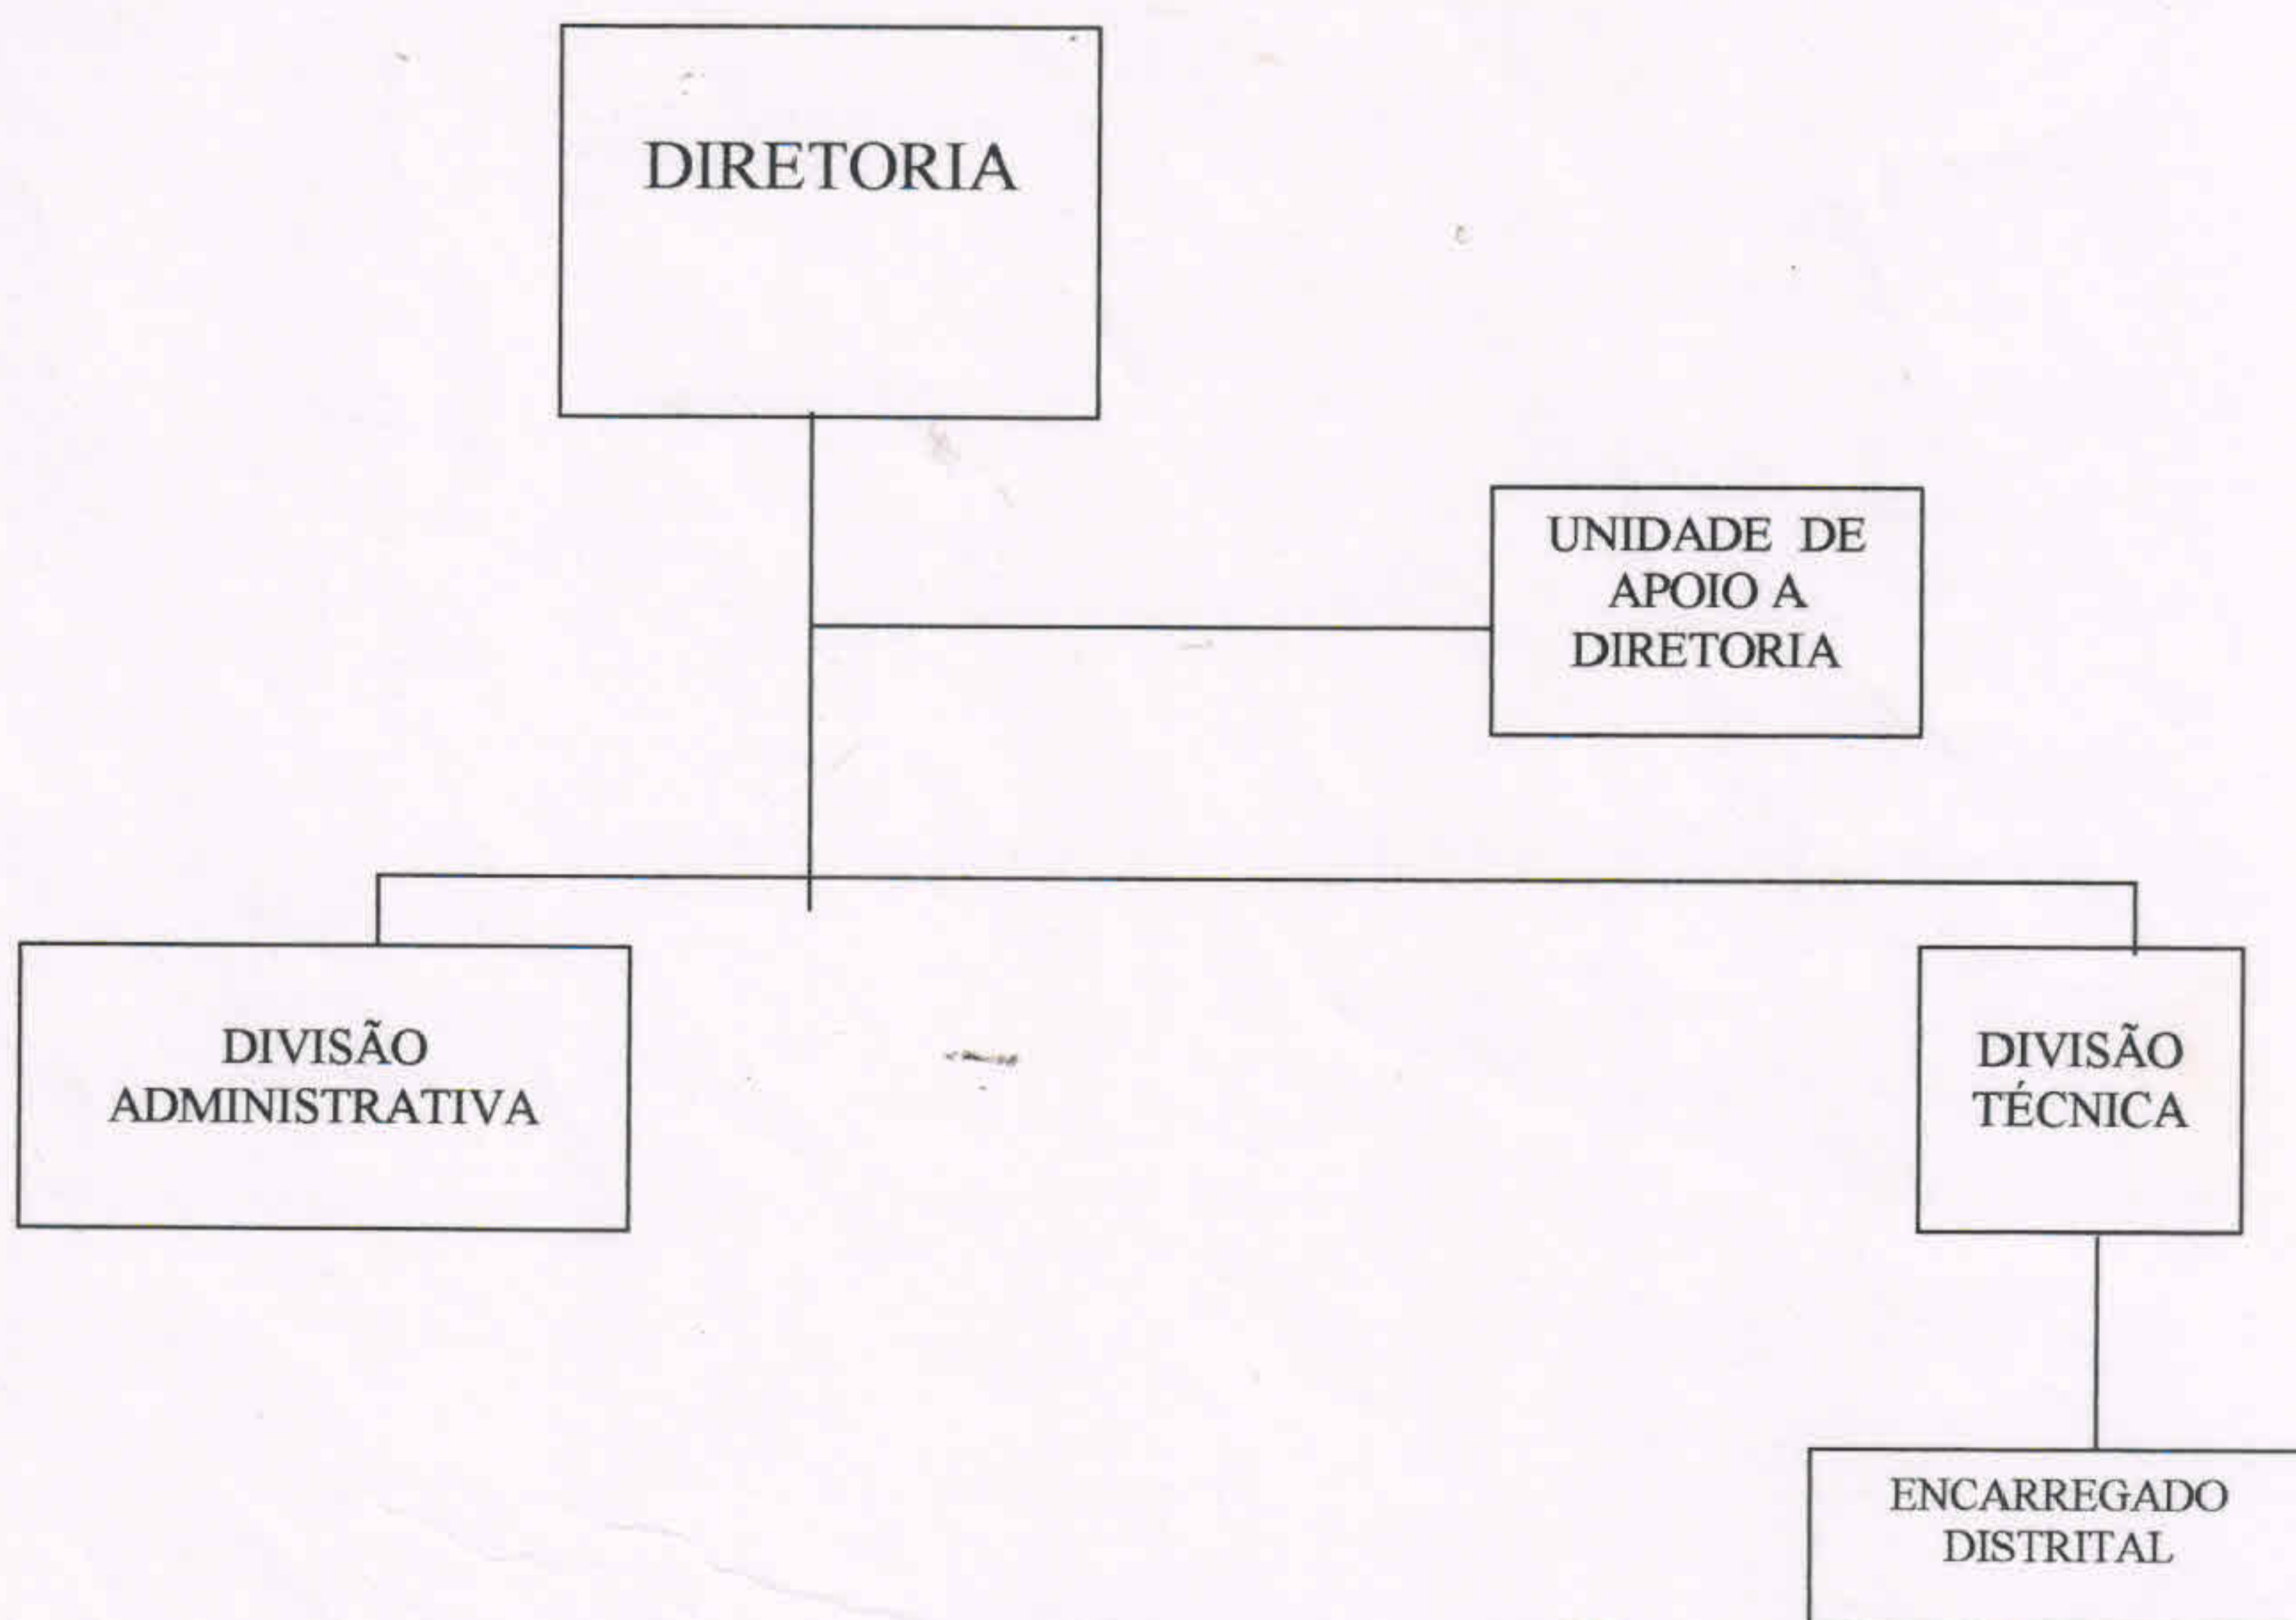 DIRETORIA
UNIDADE DE
APOIO A
DIRETORIA
DIVISÃO
ADMINISTRATIVA
DIVISÃO
TÉCNICA
ENCARREGADO
DISTRITAL